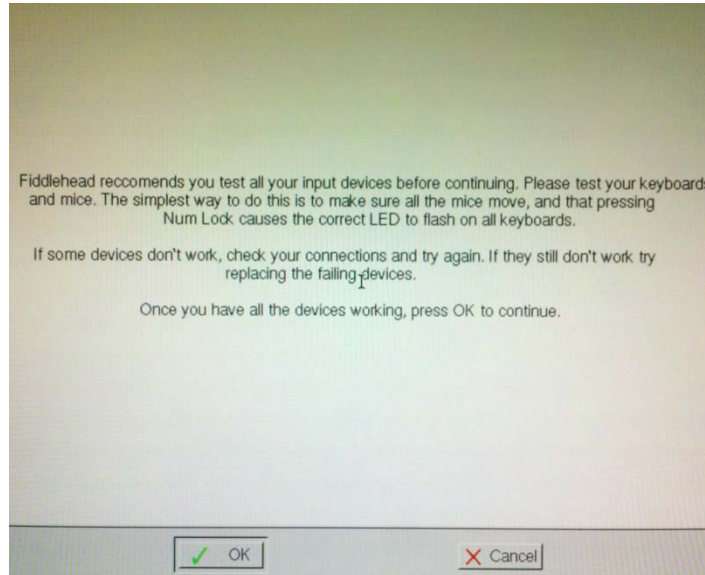 Fiddlehead reccomends you test all your input devices before continuing. Please test your keyboards
and mice. The simplest way to do this is to make sure all the mice move, and that pressing
Num Lock causes the correct LED to flash on all keyboards.
If some devices don't work, check your connections and try again. If they still don't work try
replacing the failing devices.
Once you have all the devices working, press OK to continue.
OK
Cancel